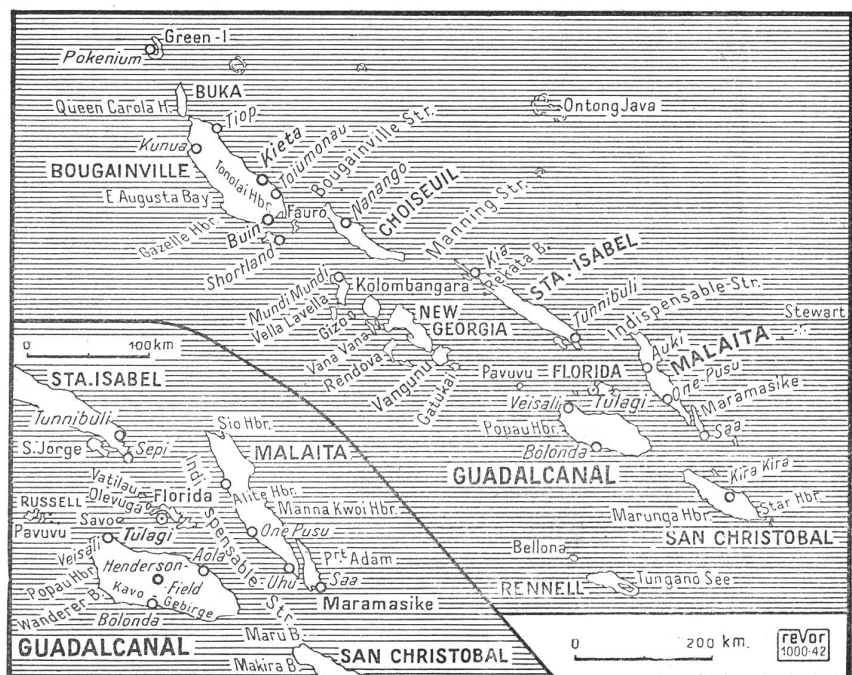 Green-I
Pokenium
BUKA
Queen Carola H.
Tiop
Ontong Java
Kunua
Kieta
Toiumonau
Bougainville Str.
BOUGAINVILLE
Tonolai Hbr
Nanango
CHOISEUIL
E Augusta Bay
Fauro
Manning Str.
Gazelle Hbr.
Buin
Shortland
Kia
Rekata B.
STA. ISABEL
Mundi Mundi
Kolombangara
Vella Lavella
Gizo
NEW
GEORGIA
Tunnibuli
Indispensable-Str.
Stewart
Vana Vana
Rendova
Vangunu
Gatukai
Auki
MALAITA
Pavuvu
FLORIDA
Tulagi
One Pusu
Maramasike
Veisali
Popau Hbr.
Saa
Bölonda
GUADALCANAL
Kira Kira
Marunga Hbr.
Star Hbr.
SAN CHRISTOBAL
Bellona
RENNELL
Tungano See
0 100 km
STA. ISABEL
Tunnibuli
S. Jorge
Sepi
Sio Hbr.
MALAITA
Vatilau
Olevuga
Florida
Alite Hbr.
Indispensable-
Str.
Manna Kwoi Hbr.
RUSSELL
Pavuvu
Savo
Tulagi
One Pusu
Veisali
Aöla
Prt. Adam
Henderson-
Field
Popau Hbr.
Kavo
Gebirge
Uhu
Saa
Wanderer B.
Bölonda
Maramasike
GUADALCANAL
Maru B.
Makira B.
SAN CHRISTOBAL
0 200 km.
reVor
1000·42